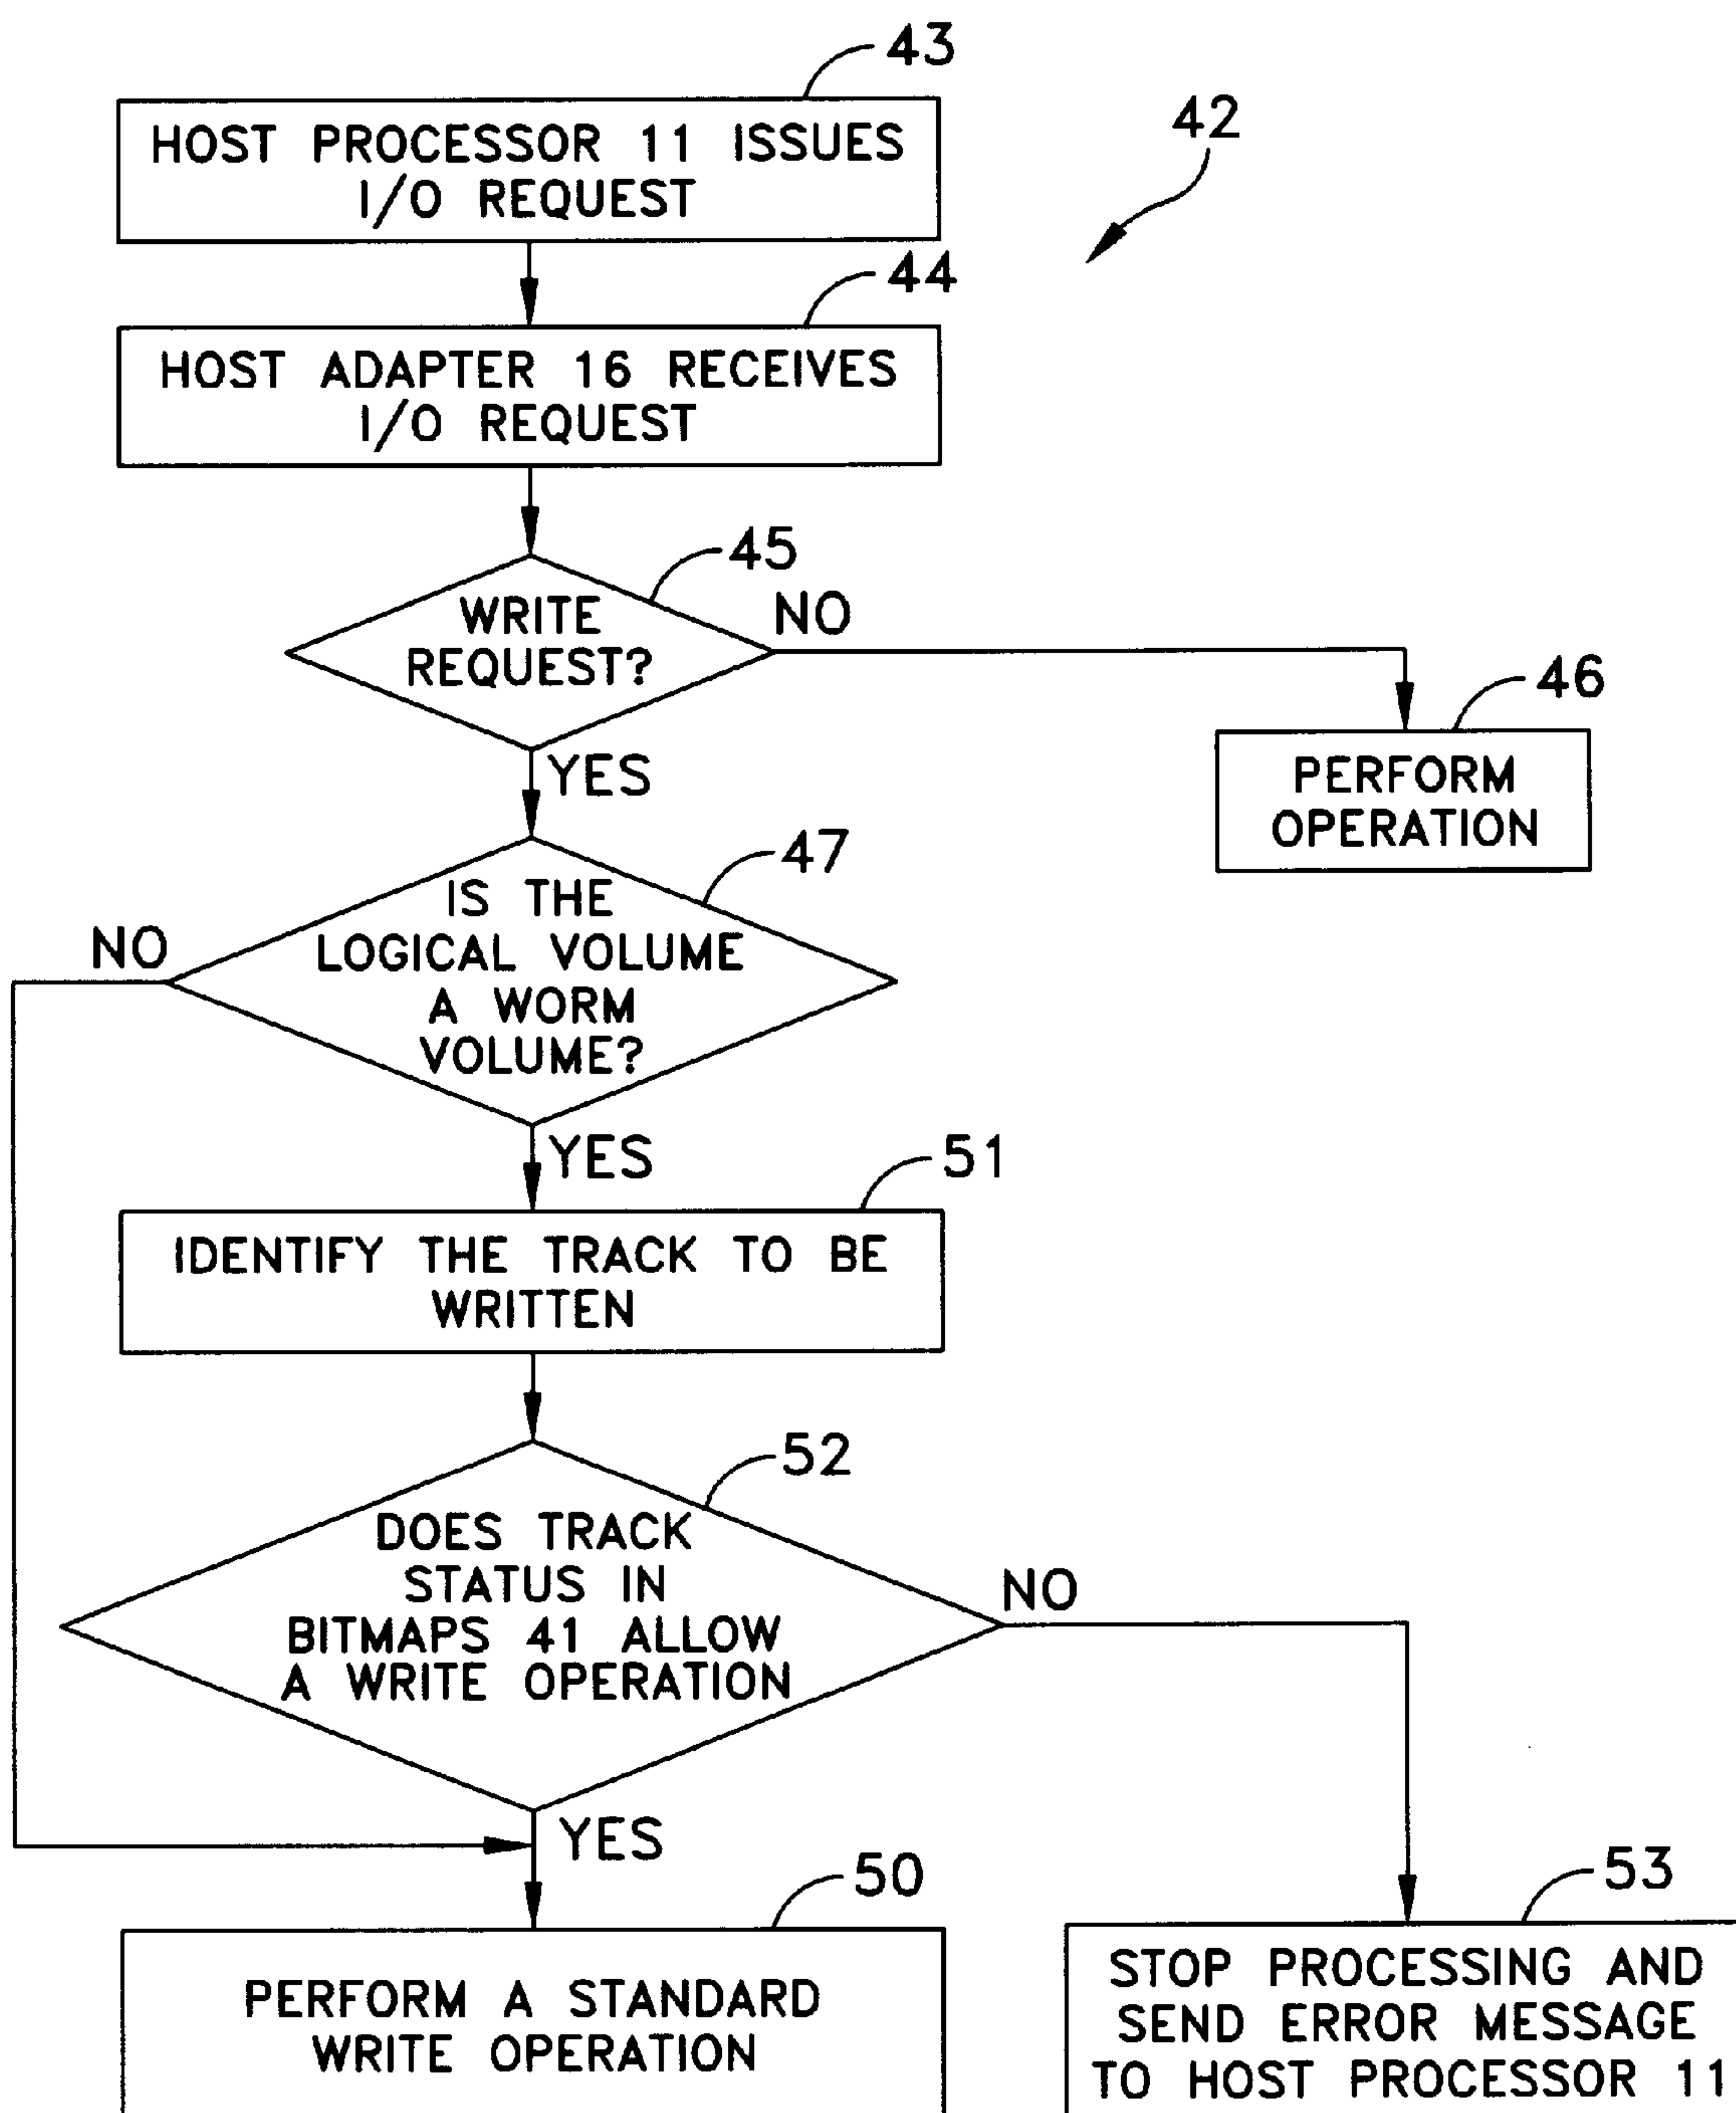 43
HOST PROCESSOR 11 ISSUES
I/O REQUEST
42
44
HOST ADAPTER 16 RECEIVES
I/O REQUEST
45
WRITE
REQUEST?
NO
46
PERFORM
OPERATION
YES
47
IS THE
LOGICAL VOLUME
A WORM
VOLUME?
NO
YES
51
IDENTIFY THE TRACK TO BE
WRITTEN
52
DOES TRACK
STATUS IN
BITMAPS 41 ALLOW
A WRITE OPERATION
NO
YES
50
PERFORM A STANDARD
WRITE OPERATION
53
STOP PROCESSING AND
SEND ERROR MESSAGE
TO HOST PROCESSOR 11